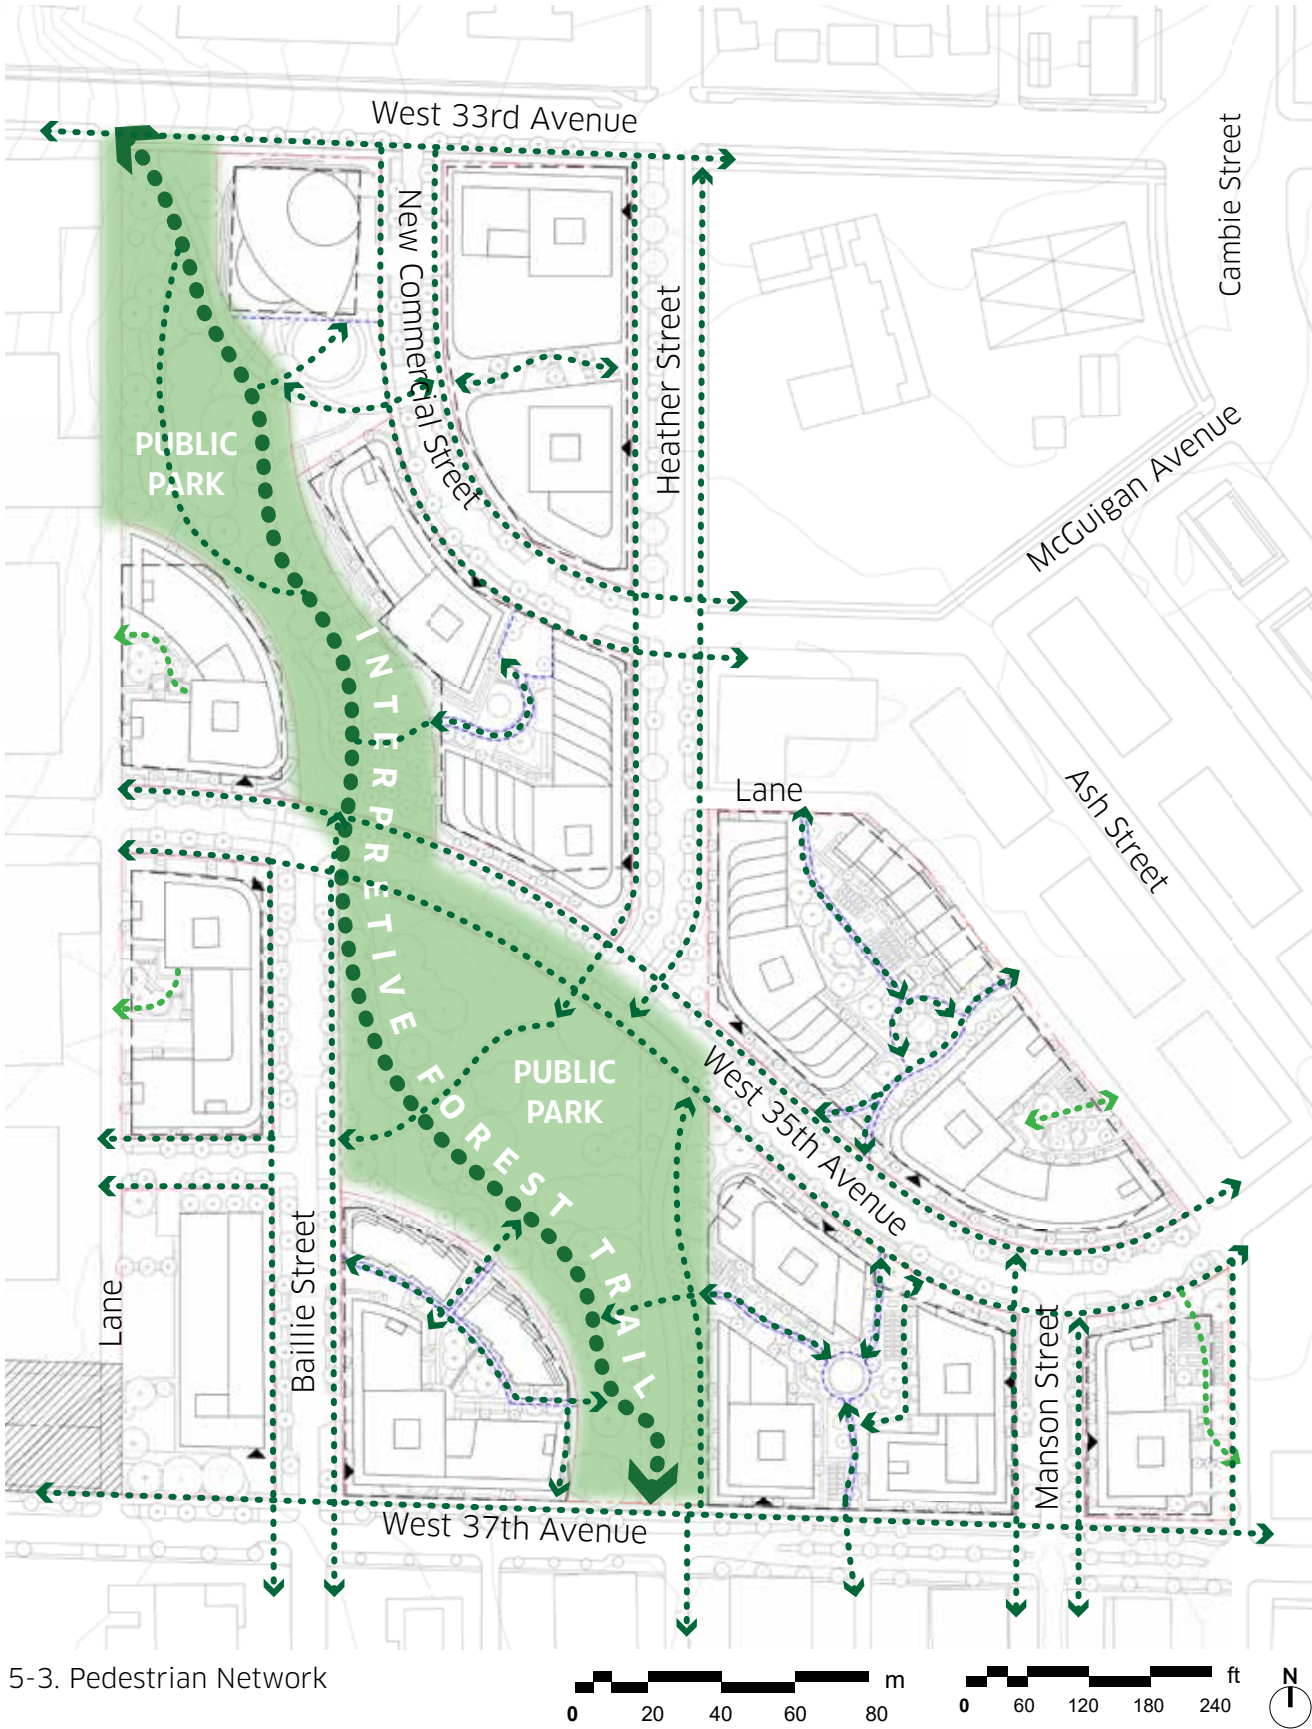 West 33rd Avenue
Cambie Street
New Commercial Street
Heather Street
PUBLIC
PARK
McGuigan Avenue
INTERPRETIVE FOREST TRAIL
Lane
Ash Street
PUBLIC
PARK
West 35th Avenue
Lane
Baillie Street
Manson Street
West 37th Avenue
5-3. Pedestrian Network
m
0 20 40 60 80
ft
0 60 120 180 240
N